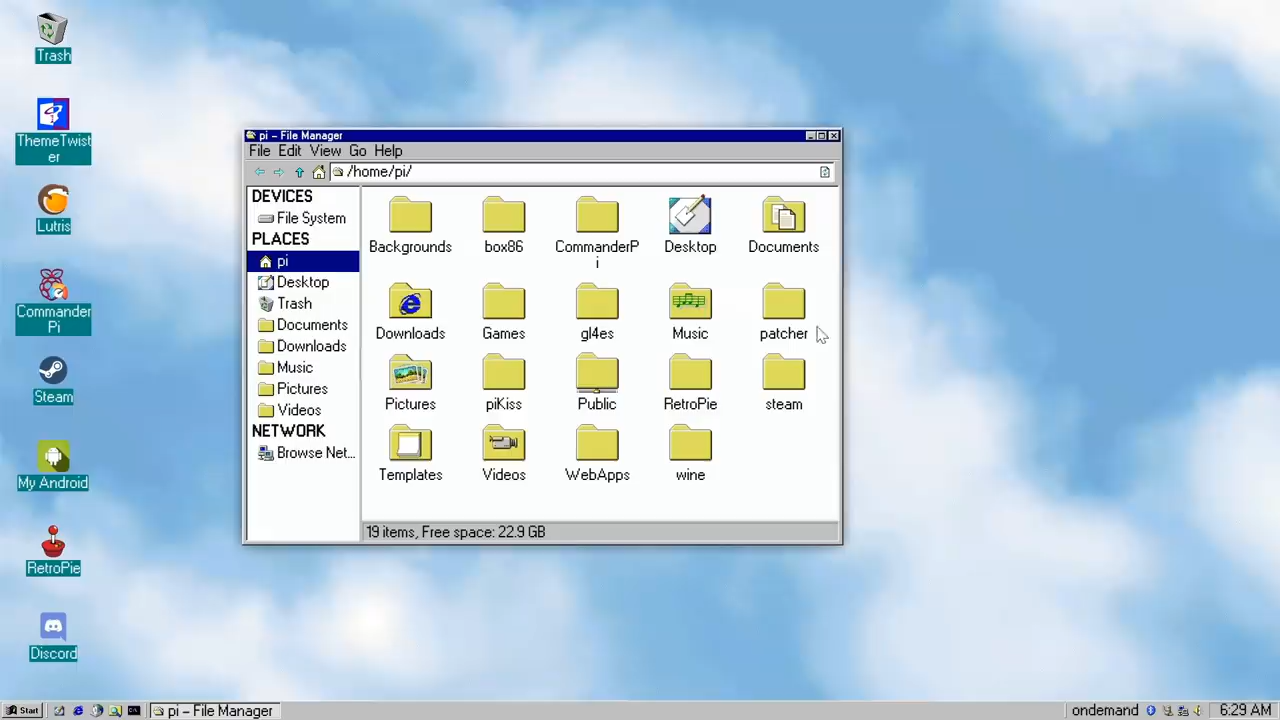 Trash
ThemeTwist
er
Lutris
Commander
Pi
Steam
My Android
RetroPie
Discord
pi – File Manager
File Edit View Go Help
/home/pi/
DEVICES
File System
PLACES
pi
Desktop
Trash
Documents
Downloads
Music
Pictures
Videos
NETWORK
Browse Net...
Backgrounds box86 CommanderP Desktop Documents
i
Downloads Games gl4es Music patcher
Pictures piKiss Public RetroPie steam
Templates Videos WebApps wine
19 items, Free space: 22.9 GB
Start pi – File Manager ondemand 6:29 AM